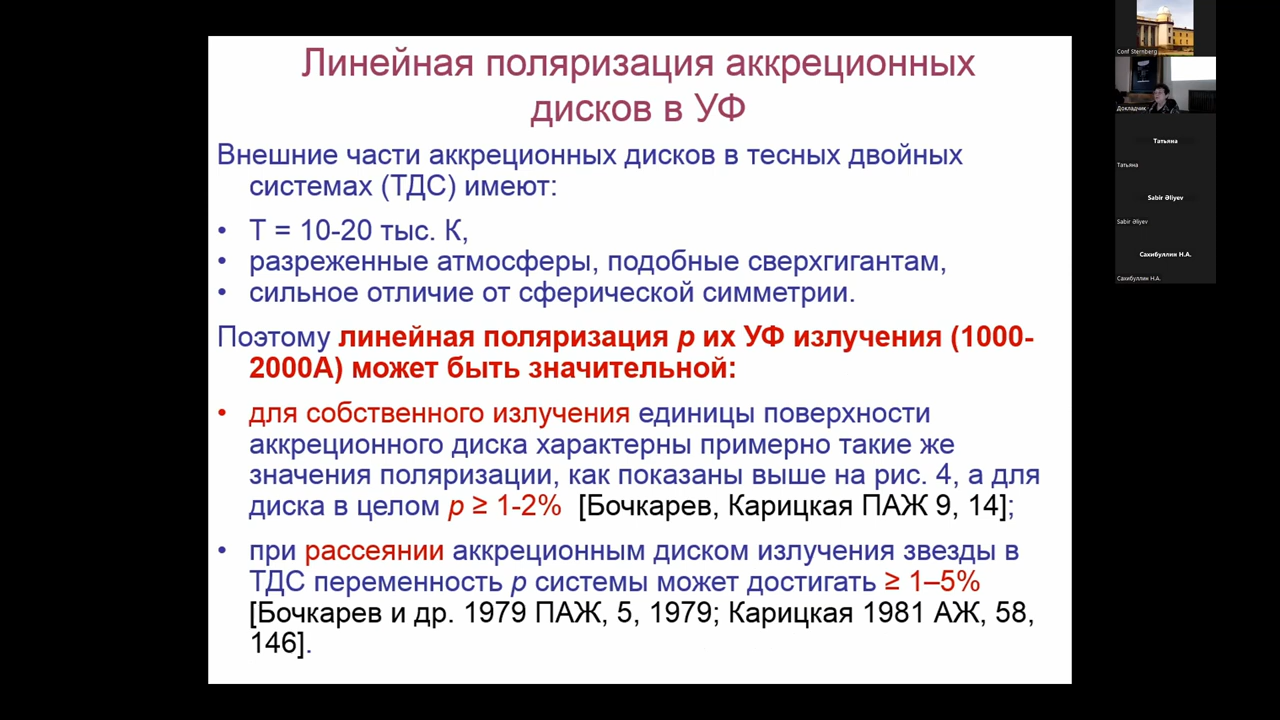 Линейная поляризация аккреционных
дисков в УФ
Внешние части аккреционных дисков в тесных двойных
системах (ТДС) имеют:
• T = 10-20 тыс. К,
• разреженные атмосферы, подобные сверхгигантам,
• сильное отличие от сферической симметрии.
Поэтому линейная поляризация p их УФ излучения (1000-
2000А) может быть значительной:
• для собственного излучения единицы поверхности
аккреционного диска характерны примерно такие же
значения поляризации, как показаны выше на рис. 4, а для
диска в целом p ≥ 1-2% [Бочкарев, Карицкая ПАЖ 9, 14];
• при рассеянии аккреционным диском излучения звезды в
ТДС переменность p системы может достигать ≥ 1–5%
[Бочкарев и др. 1979 ПАЖ, 5, 1979; Карицкая 1981 АЖ, 58,
146].
Conf Sternberg
Докладчик
Татьяна
Татьяна
Sabir Əliyev
Sabir Əliyev
Сахибуллин Н.А.
Сахибуллин Н.А.